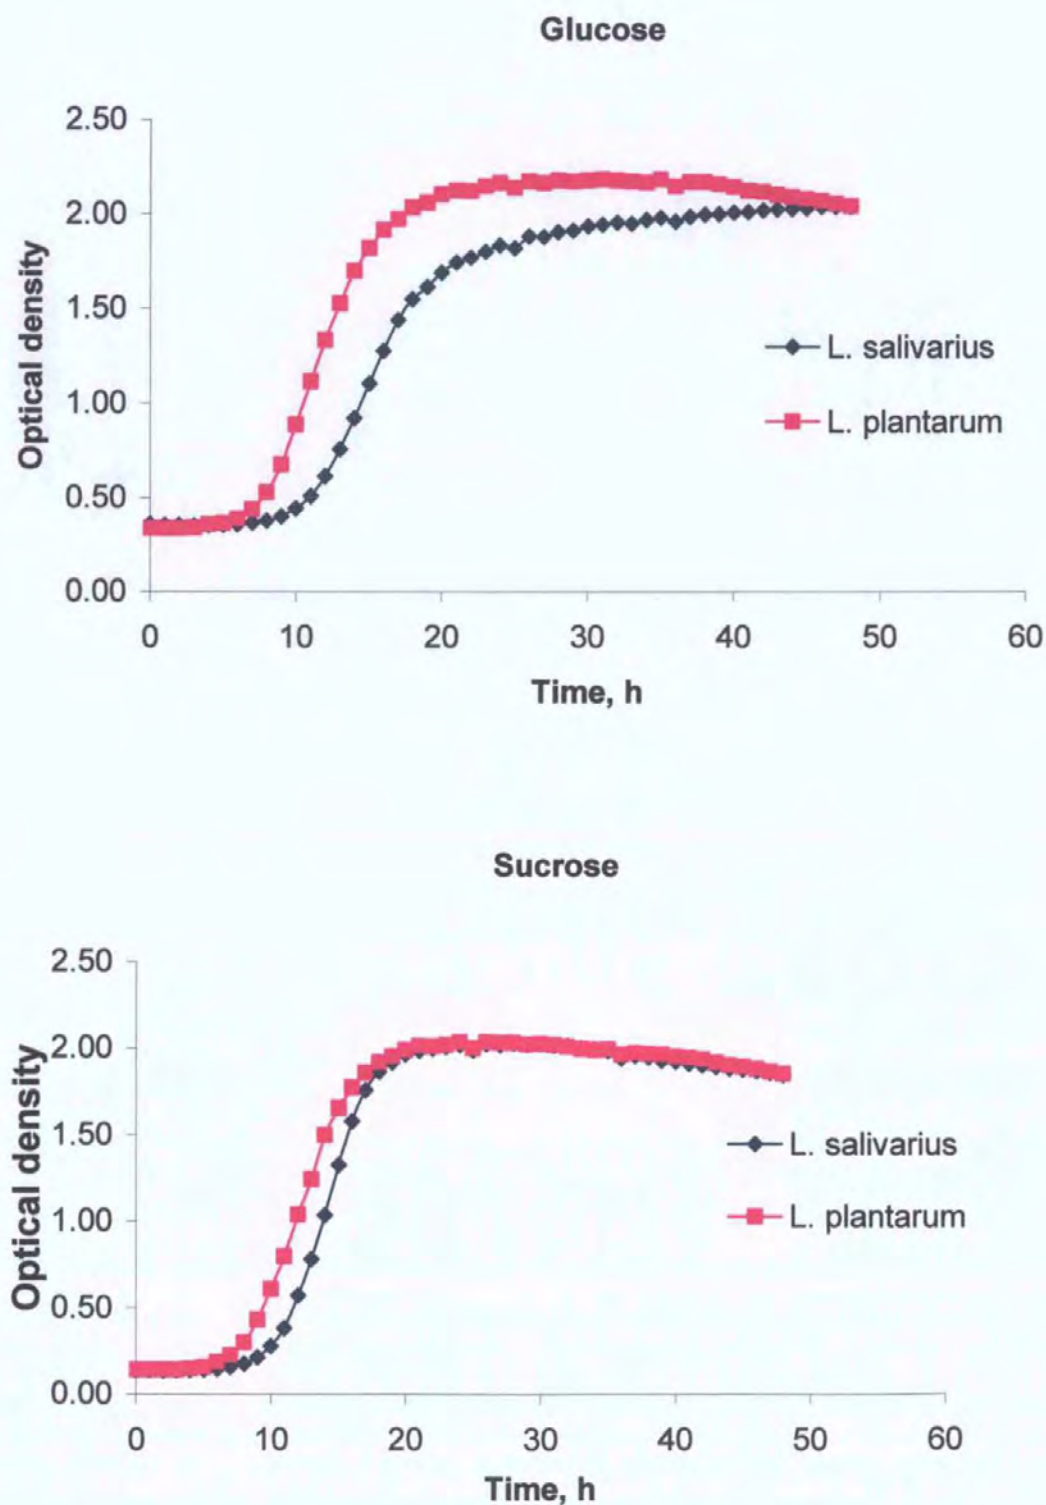 Glucose
2.50
2.00
1.50
1.00
0.50
0.00
Optical density
L. salivarius
L. plantarum
0 10 20 30 40 50 60
Time, h
Sucrose
2.50
2.00
1.50
1.00
0.50
0.00
Optical density
L. salivarius
L. plantarum
0 10 20 30 40 50 60
Time, h